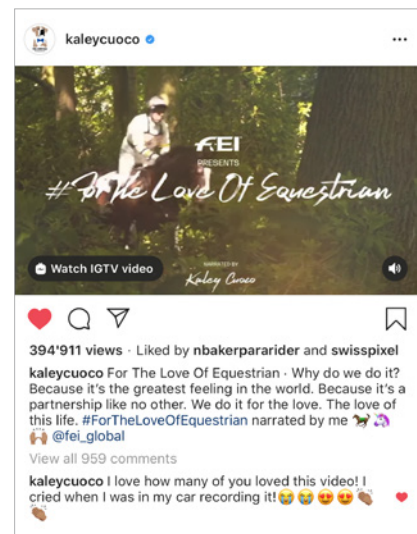 kaleycuoco
FEI
PRESENTS
#ForThe Love Of Equestrian
Watch IGTV video
NARRATED BY
Kaley Cuoco
394'911 views · Liked by nbakerpararider and swisspixel
kaleycuoco For The Love Of Equestrian · Why do we do it?
Because it's the greatest feeling in the world. Because it's a
partnership like no other. We do it for the love. The love of
this life. #ForTheLoveOfEquestrian narrated by me 🐎🦄
🙌🏽 @fei_global
View all 959 comments
kaleycuoco I love how many of you loved this video! I
cried when I was in my car recording it!😭😭😍😍👏🏽
👏🏽